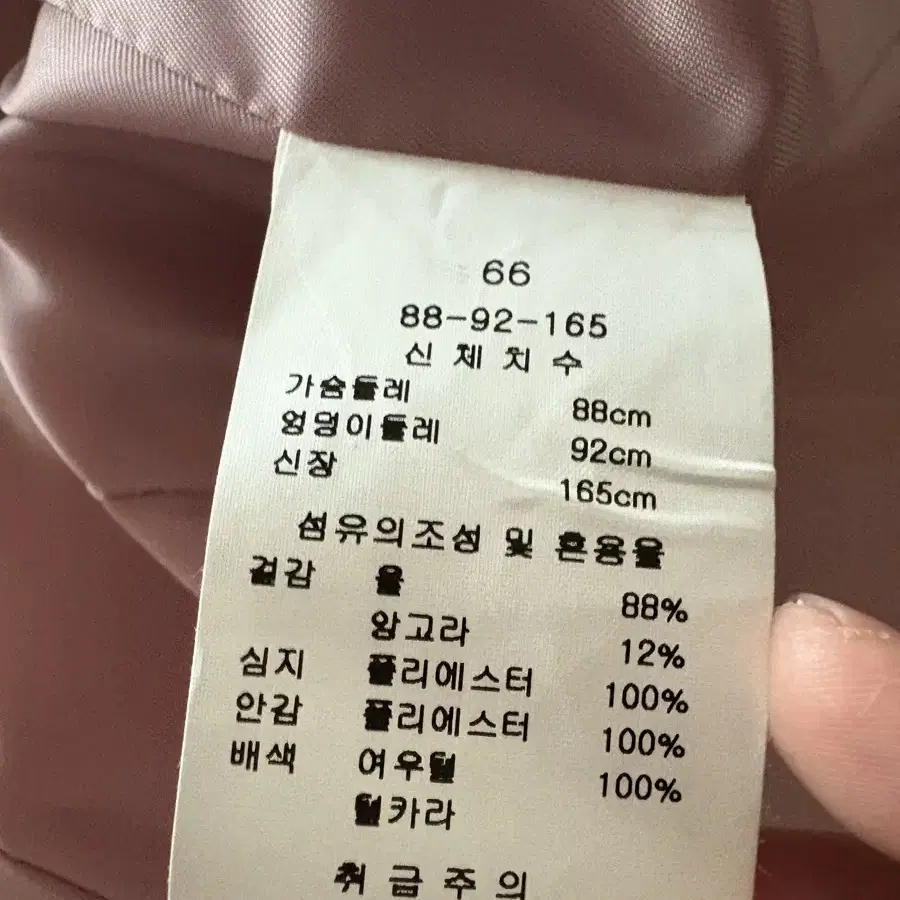 66
88-92-165
신체치수
가슴둘레 88cm
엉덩이둘레 92cm
신장 165cm
섬유의조성 및 혼용율
겉감 울 88%
앙고라 12%
심지 폴리에스터 100%
안감 폴리에스터 100%
배색 여우털 100%
털카라
취급주의